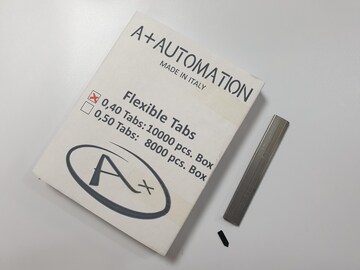 A+AUTOMATION
MADE IN ITALY
Flexible Tabs
0,40 Tabs: 10000 pcs. Box
0,50 Tabs: 8000 pcs. Box
A+